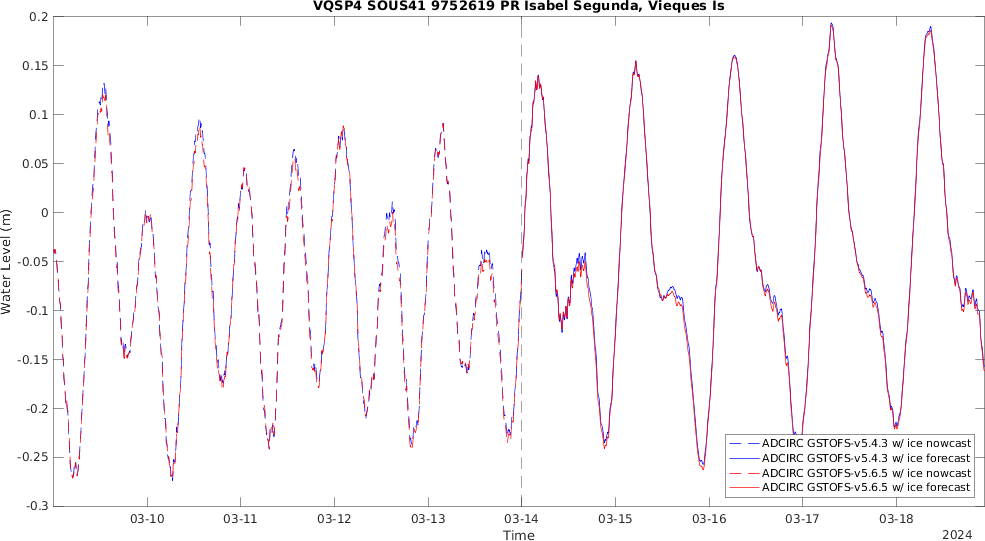 VQSP4 SOUS41 9752619 PR Isabel Segunda, Vieques Is
0.2
0.15
0.1
0.05
0
-0.05
-0.1
-0.15
-0.2
-0.25
-0.3
Water Level (m)
ADCIRC GSTOFS-v5.4.3 w/ ice nowcast
ADCIRC GSTOFS-v5.4.3 w/ ice forecast
ADCIRC GSTOFS-v5.6.5 w/ ice nowcast
ADCIRC GSTOFS-v5.6.5 w/ ice forecast
03-10 03-11 03-12 03-13 03-14 03-15 03-16 03-17 03-18
Time
2024